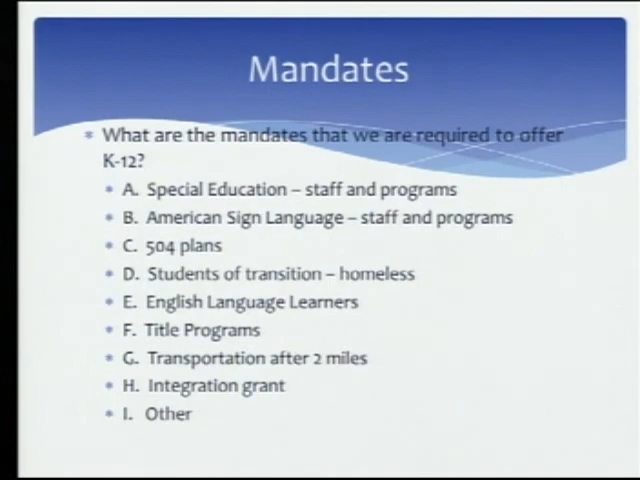 Mandates
What are the mandates that we are required to offer
K-12?
A. Special Education – staff and programs
B. American Sign Language – staff and programs
C. 504 plans
D. Students of transition – homeless
E. English Language Learners
F. Title Programs
G. Transportation after 2 miles
H. Integration grant
I. Other